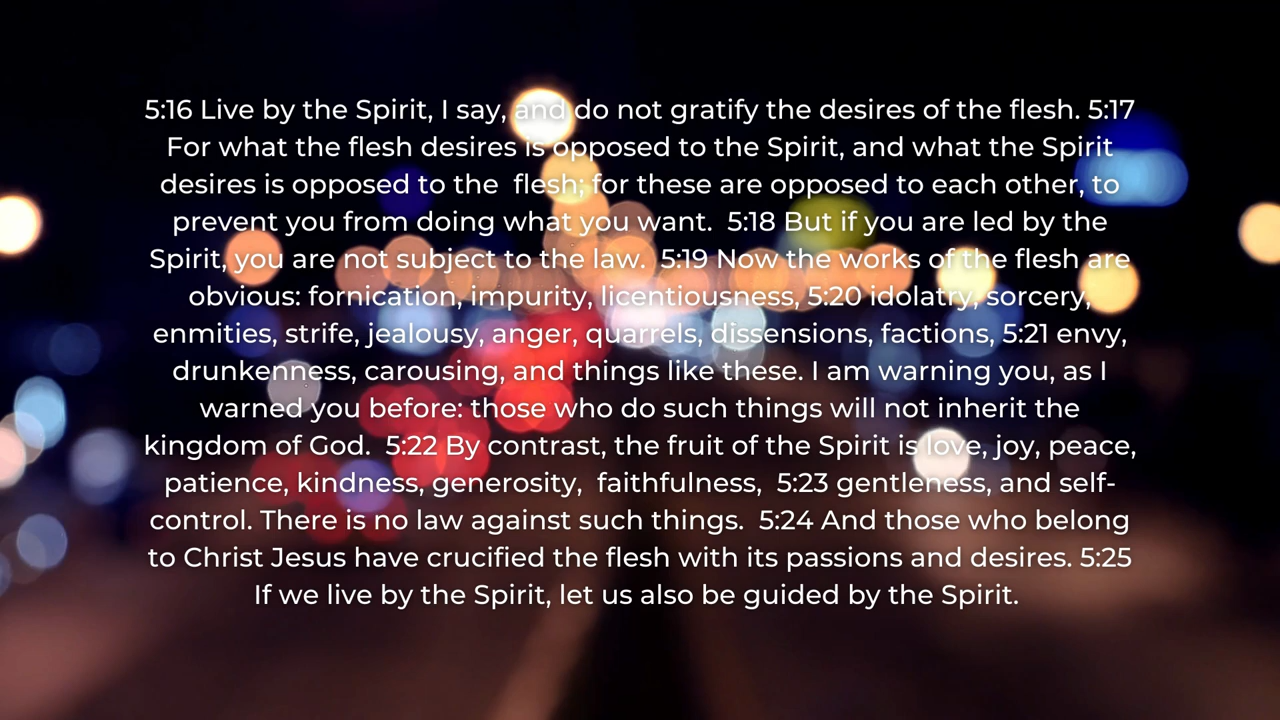 5:16 Live by the Spirit, I say, and do not gratify the desires of the flesh. 5:17
For what the flesh desires is opposed to the Spirit, and what the Spirit
desires is opposed to the  flesh; for these are opposed to each other, to
prevent you from doing what you want.  5:18 But if you are led by the
Spirit, you are not subject to the law.  5:19 Now the works of the flesh are
obvious: fornication, impurity, licentiousness, 5:20 idolatry, sorcery,
enmities, strife, jealousy, anger, quarrels, dissensions, factions, 5:21 envy,
drunkenness, carousing, and things like these. I am warning you, as I
warned you before: those who do such things will not inherit the
kingdom of God.  5:22 By contrast, the fruit of the Spirit is love, joy, peace,
patience, kindness, generosity,  faithfulness,  5:23 gentleness, and self-
control. There is no law against such things.  5:24 And those who belong
to Christ Jesus have crucified the flesh with its passions and desires. 5:25
If we live by the Spirit, let us also be guided by the Spirit.